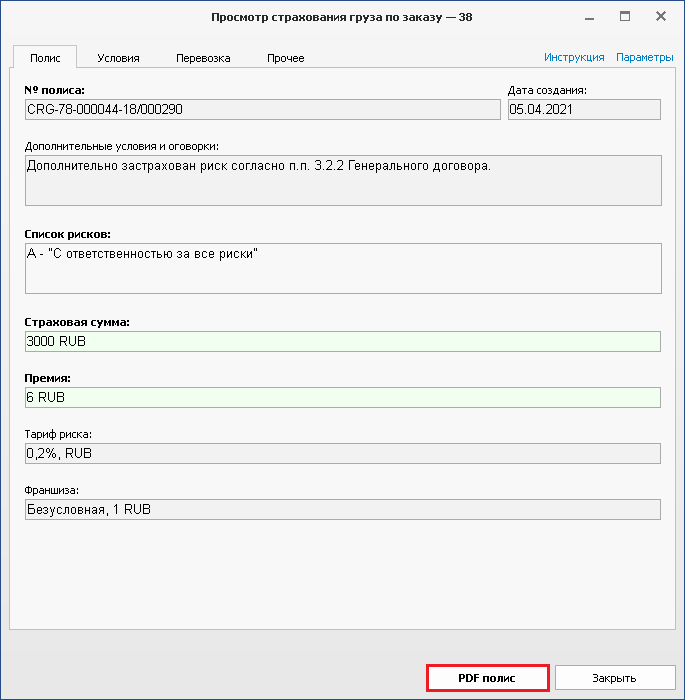 Просмотр страхования груза по заказу — 38
Полис Условия Перевозка Прочее Инструкция Параметры
№ полиса: Дата создания:
CRG-78-000044-18/000290 05.04.2021
Дополнительные условия и оговорки:
Дополнительно застрахован риск согласно п.п. 3.2.2 Генерального договора.
Список рисков:
А - "С ответственностью за все риски"
Страховая сумма:
3000 RUB
Премия:
6 RUB
Тариф риска:
0,2%, RUB
Франшиза:
Безусловная, 1 RUB
PDF полис Закрыть